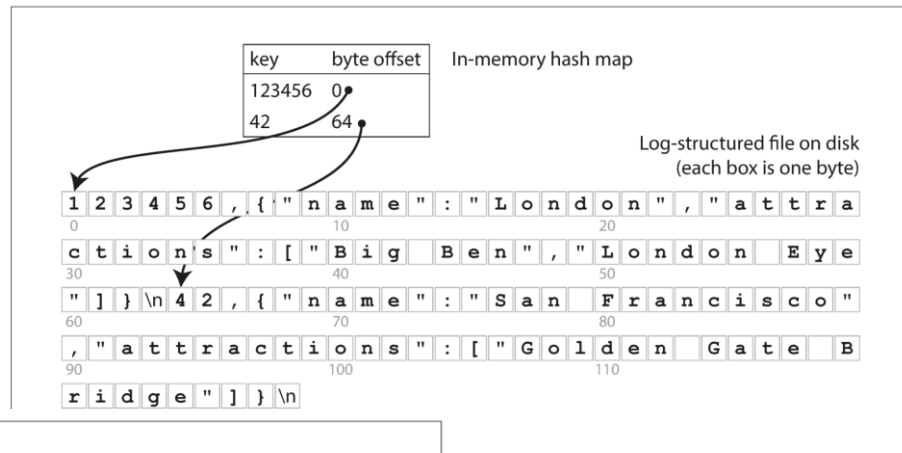 key byte offset In-memory hash map
123456 0
42 64
Log-structured file on disk
(each box is one byte)
123456,{"name":"London","attra
0 10 20
ctions":["Big Ben","London Eye
30 40 50
"]}\n42,{"name":"San Francisco"
60 70 80
,"attractions":["Golden Gate B
90 100 110
ridge"]}\n